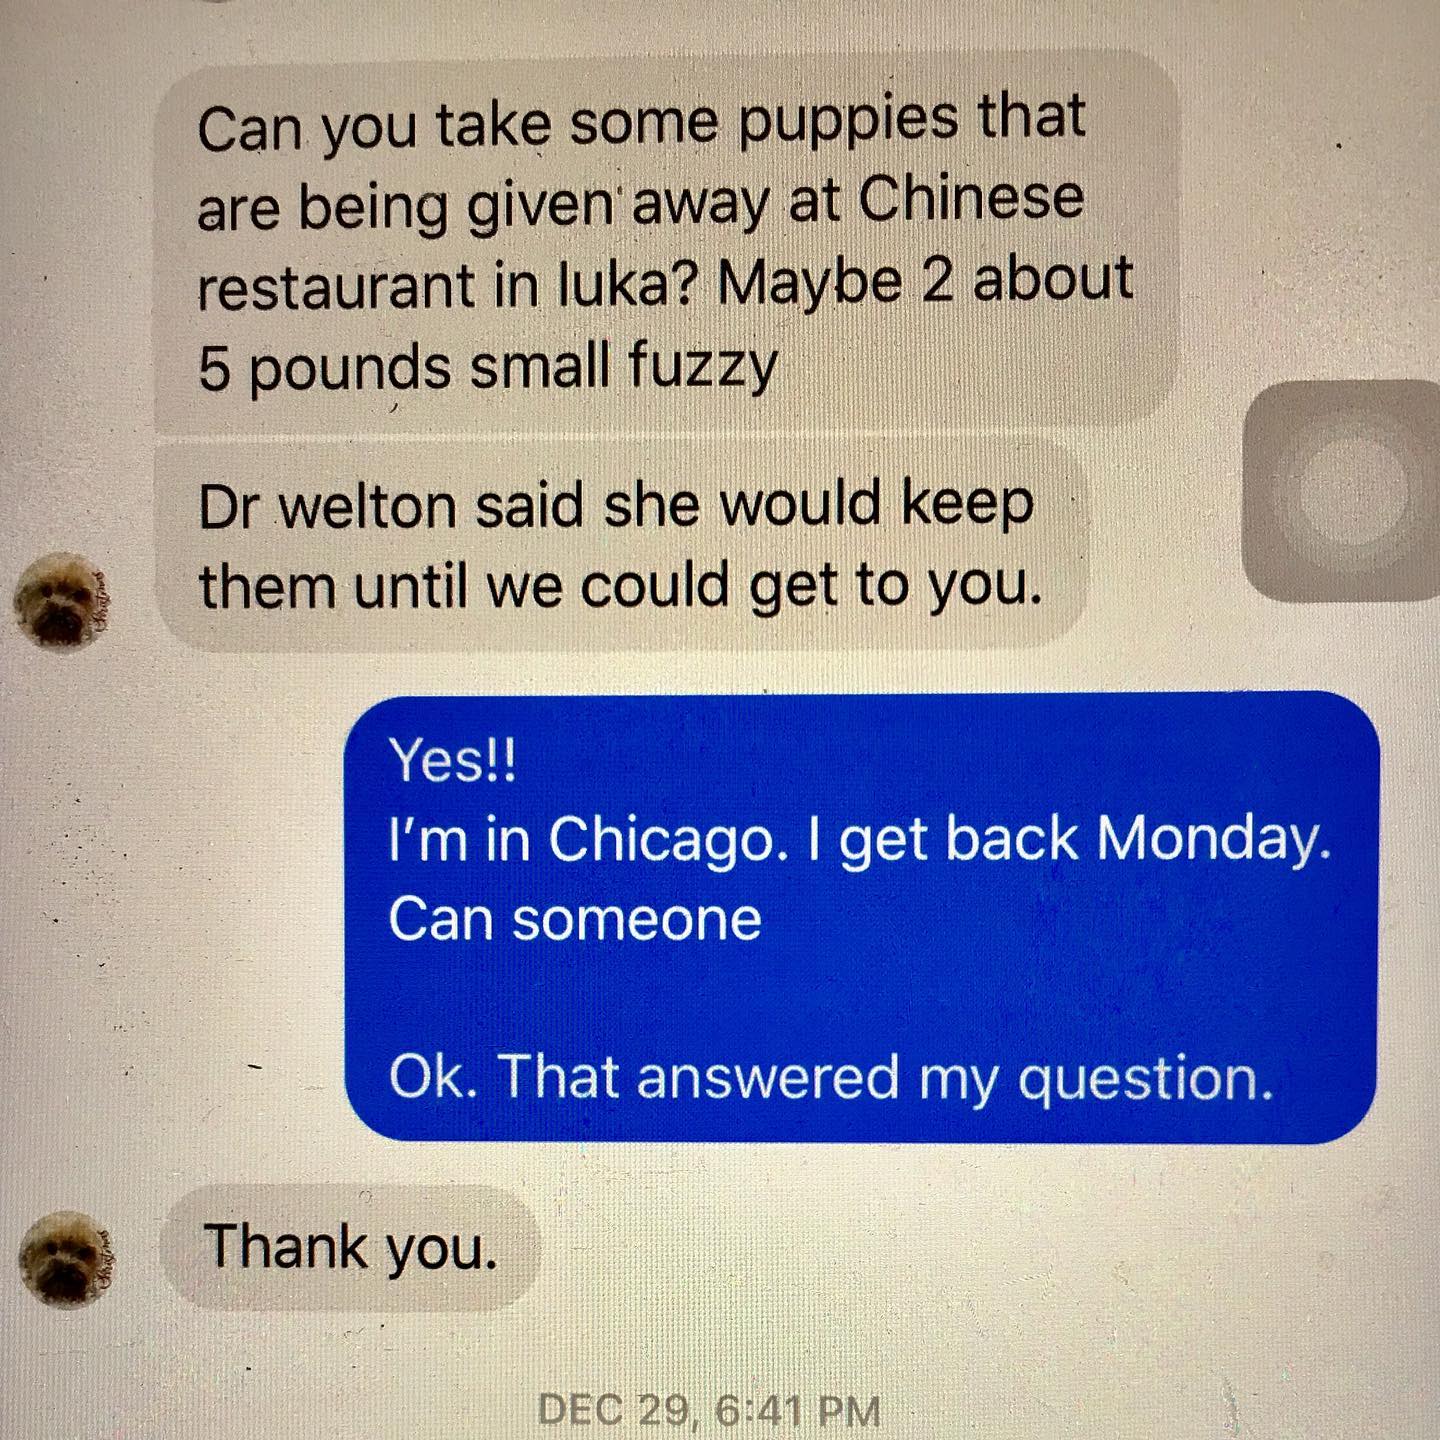 Can you take some puppies that
are being given away at Chinese
restaurant in Iuka? Maybe 2 about
5 pounds small fuzzy
Dr welton said she would keep
them until we could get to you.
Yes!!
I'm in Chicago. I get back Monday.
Can someone
Ok. That answered my question.
Thank you.
DEC 29, 6:41 PM